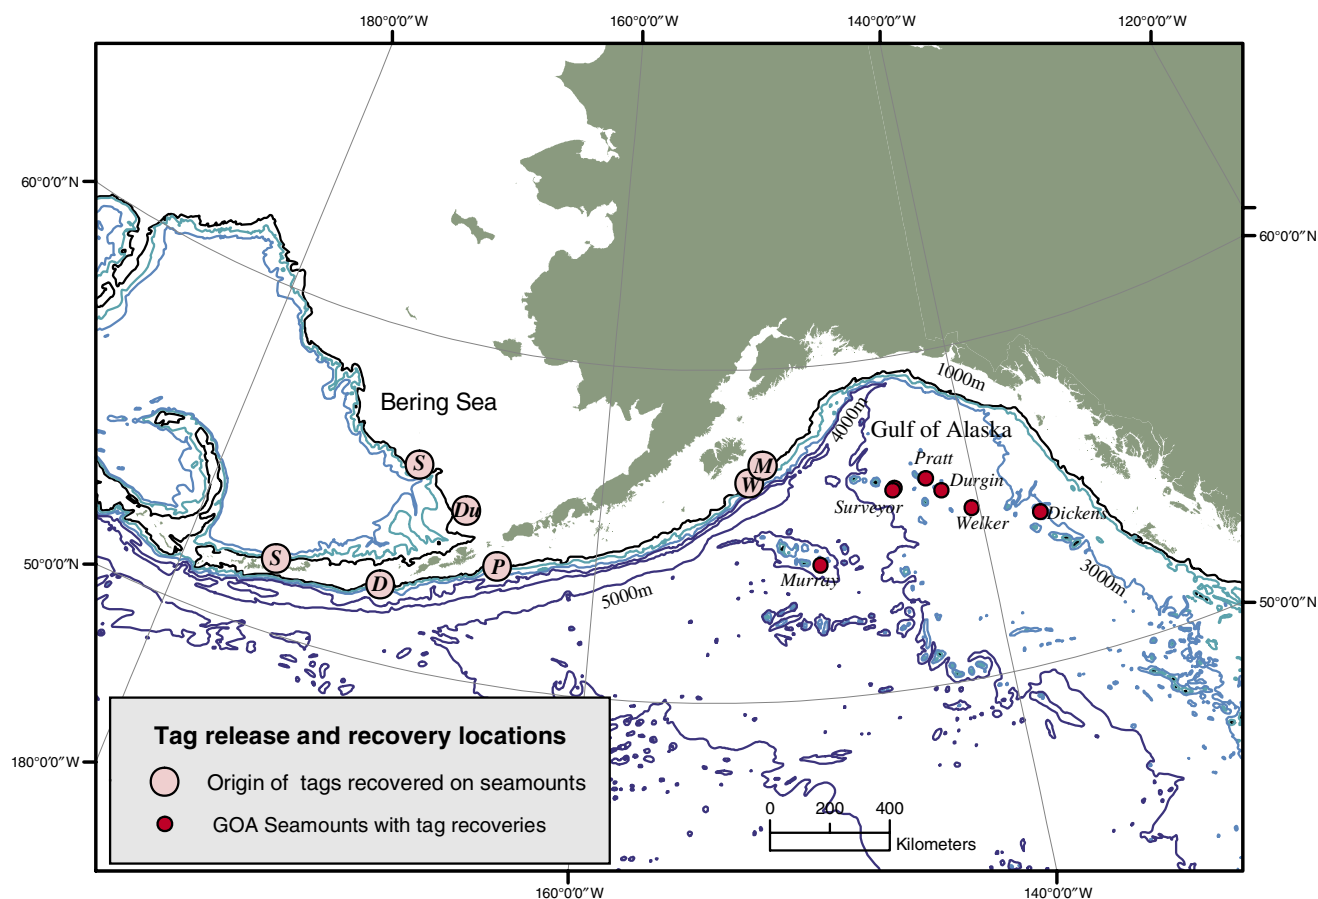 180°0'0"W 160°0'0"W 140°0'0"W 120°0'0"W
60°0'0"N
60°0'0"N
Bering Sea
1000m
4000m
Gulf of Alaska
Pratt
S
M
W
Durgin
Surveyor
Du
Welker
Dickens
S
P
D
50°0'0"N
Murray
3000m
5000m
50°0'0"N
Tag release and recovery locations
Origin of tags recovered on seamounts
GOA Seamounts with tag recoveries
180°0'0"W
0 200 400
Kilometers
160°0'0"W 140°0'0"W